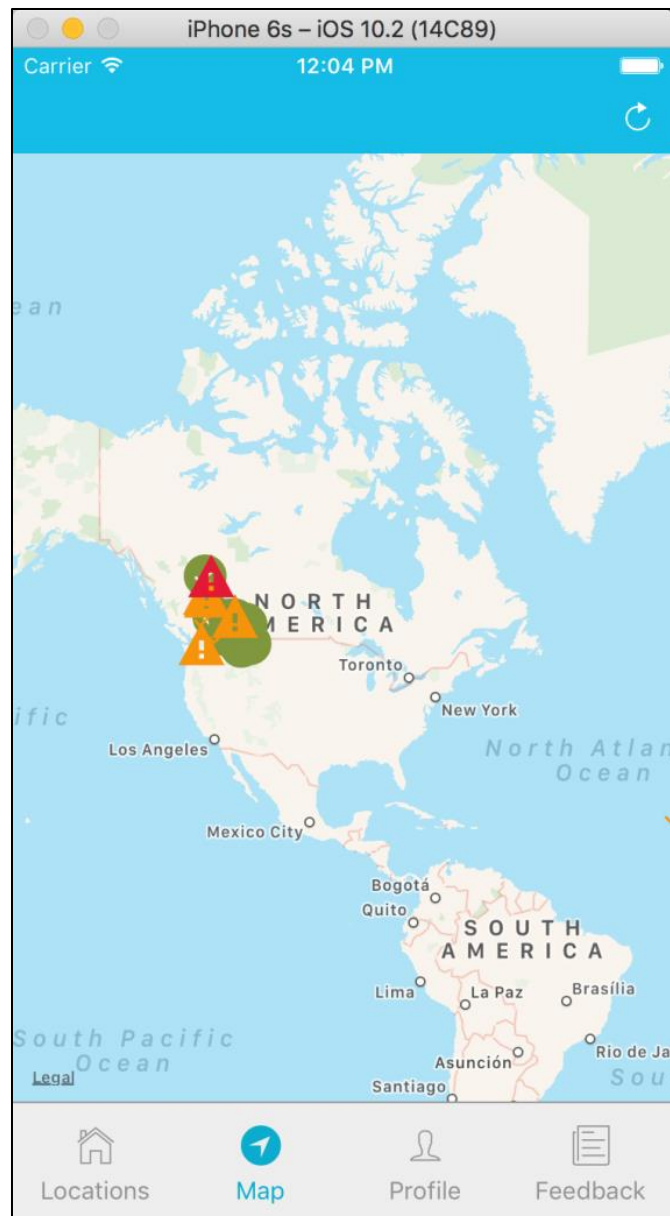 iPhone 6s – iOS 10.2 (14C89)
Carrier
12:04 PM
ean
NORTH
MERICA
Toronto
New York
ific
Los Angeles
North Atlan
Ocean
Mexico City
Bogotá
Quito
SOUTH
AMERICA
Lima
La Paz
Brasília
South Pacific
Ocean
Asunción
Rio de Ja
Legal
Sou
Santiago
Locations
Map
Profile
Feedback